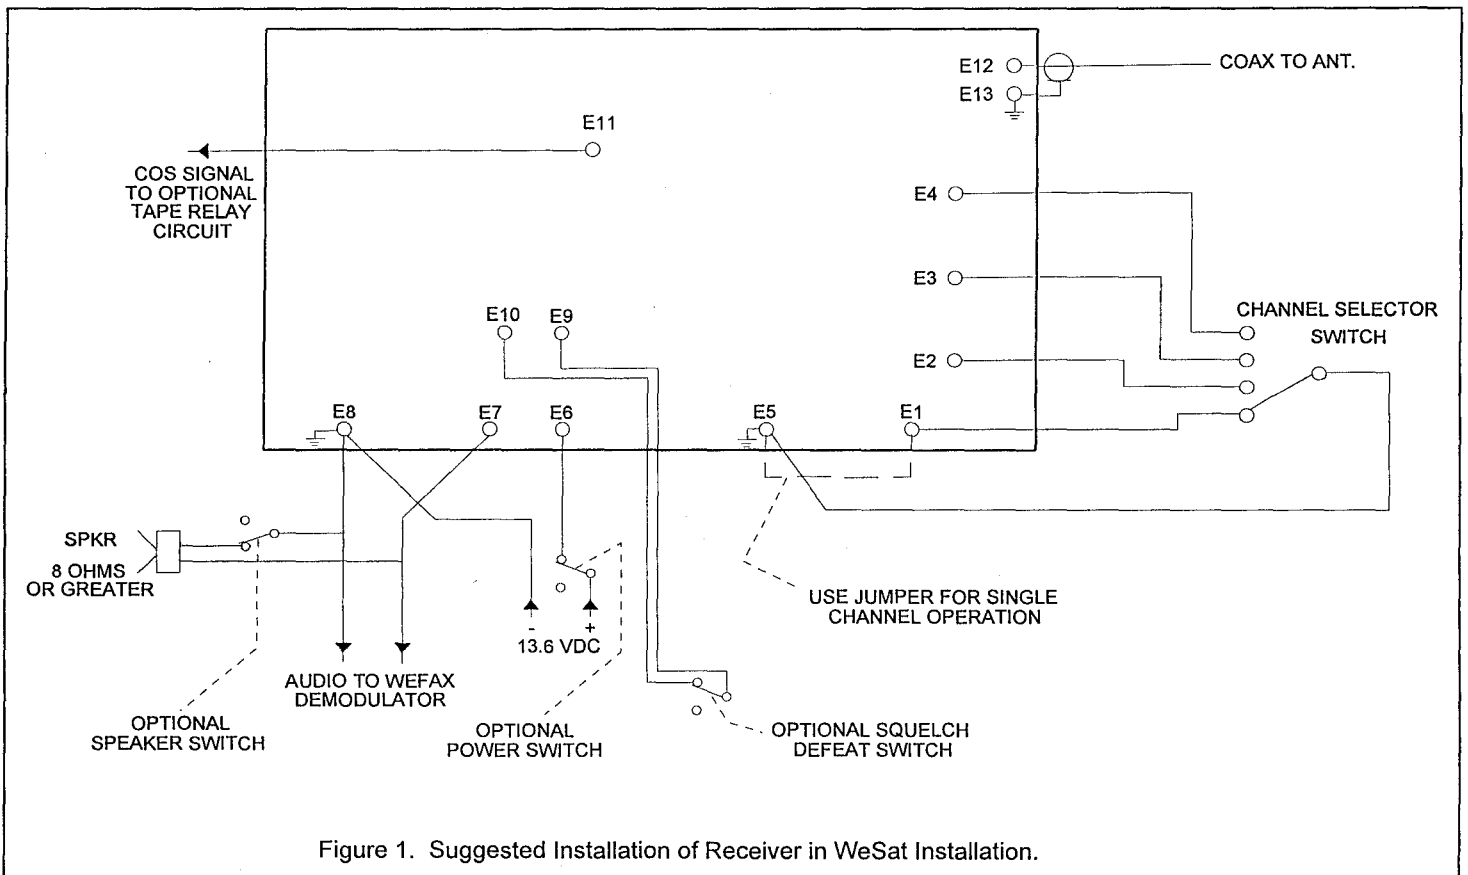 E12
COAX TO ANT.
E13
E11
COS SIGNAL
TO OPTIONAL
TAPE RELAY
CIRCUIT
E4
E3
E10
E9
CHANNEL SELECTOR
SWITCH
E2
E8
E7
E6
E5
E1
SPKR
8 OHMS
OR GREATER
USE JUMPER FOR SINGLE
CHANNEL OPERATION
- +
13.6 VDC
AUDIO TO WEFAX
DEMODULATOR
OPTIONAL
SPEAKER SWITCH
OPTIONAL
POWER SWITCH
OPTIONAL SQUELCH
DEFEAT SWITCH
Figure 1. Suggested Installation of Receiver in WeSat Installation.